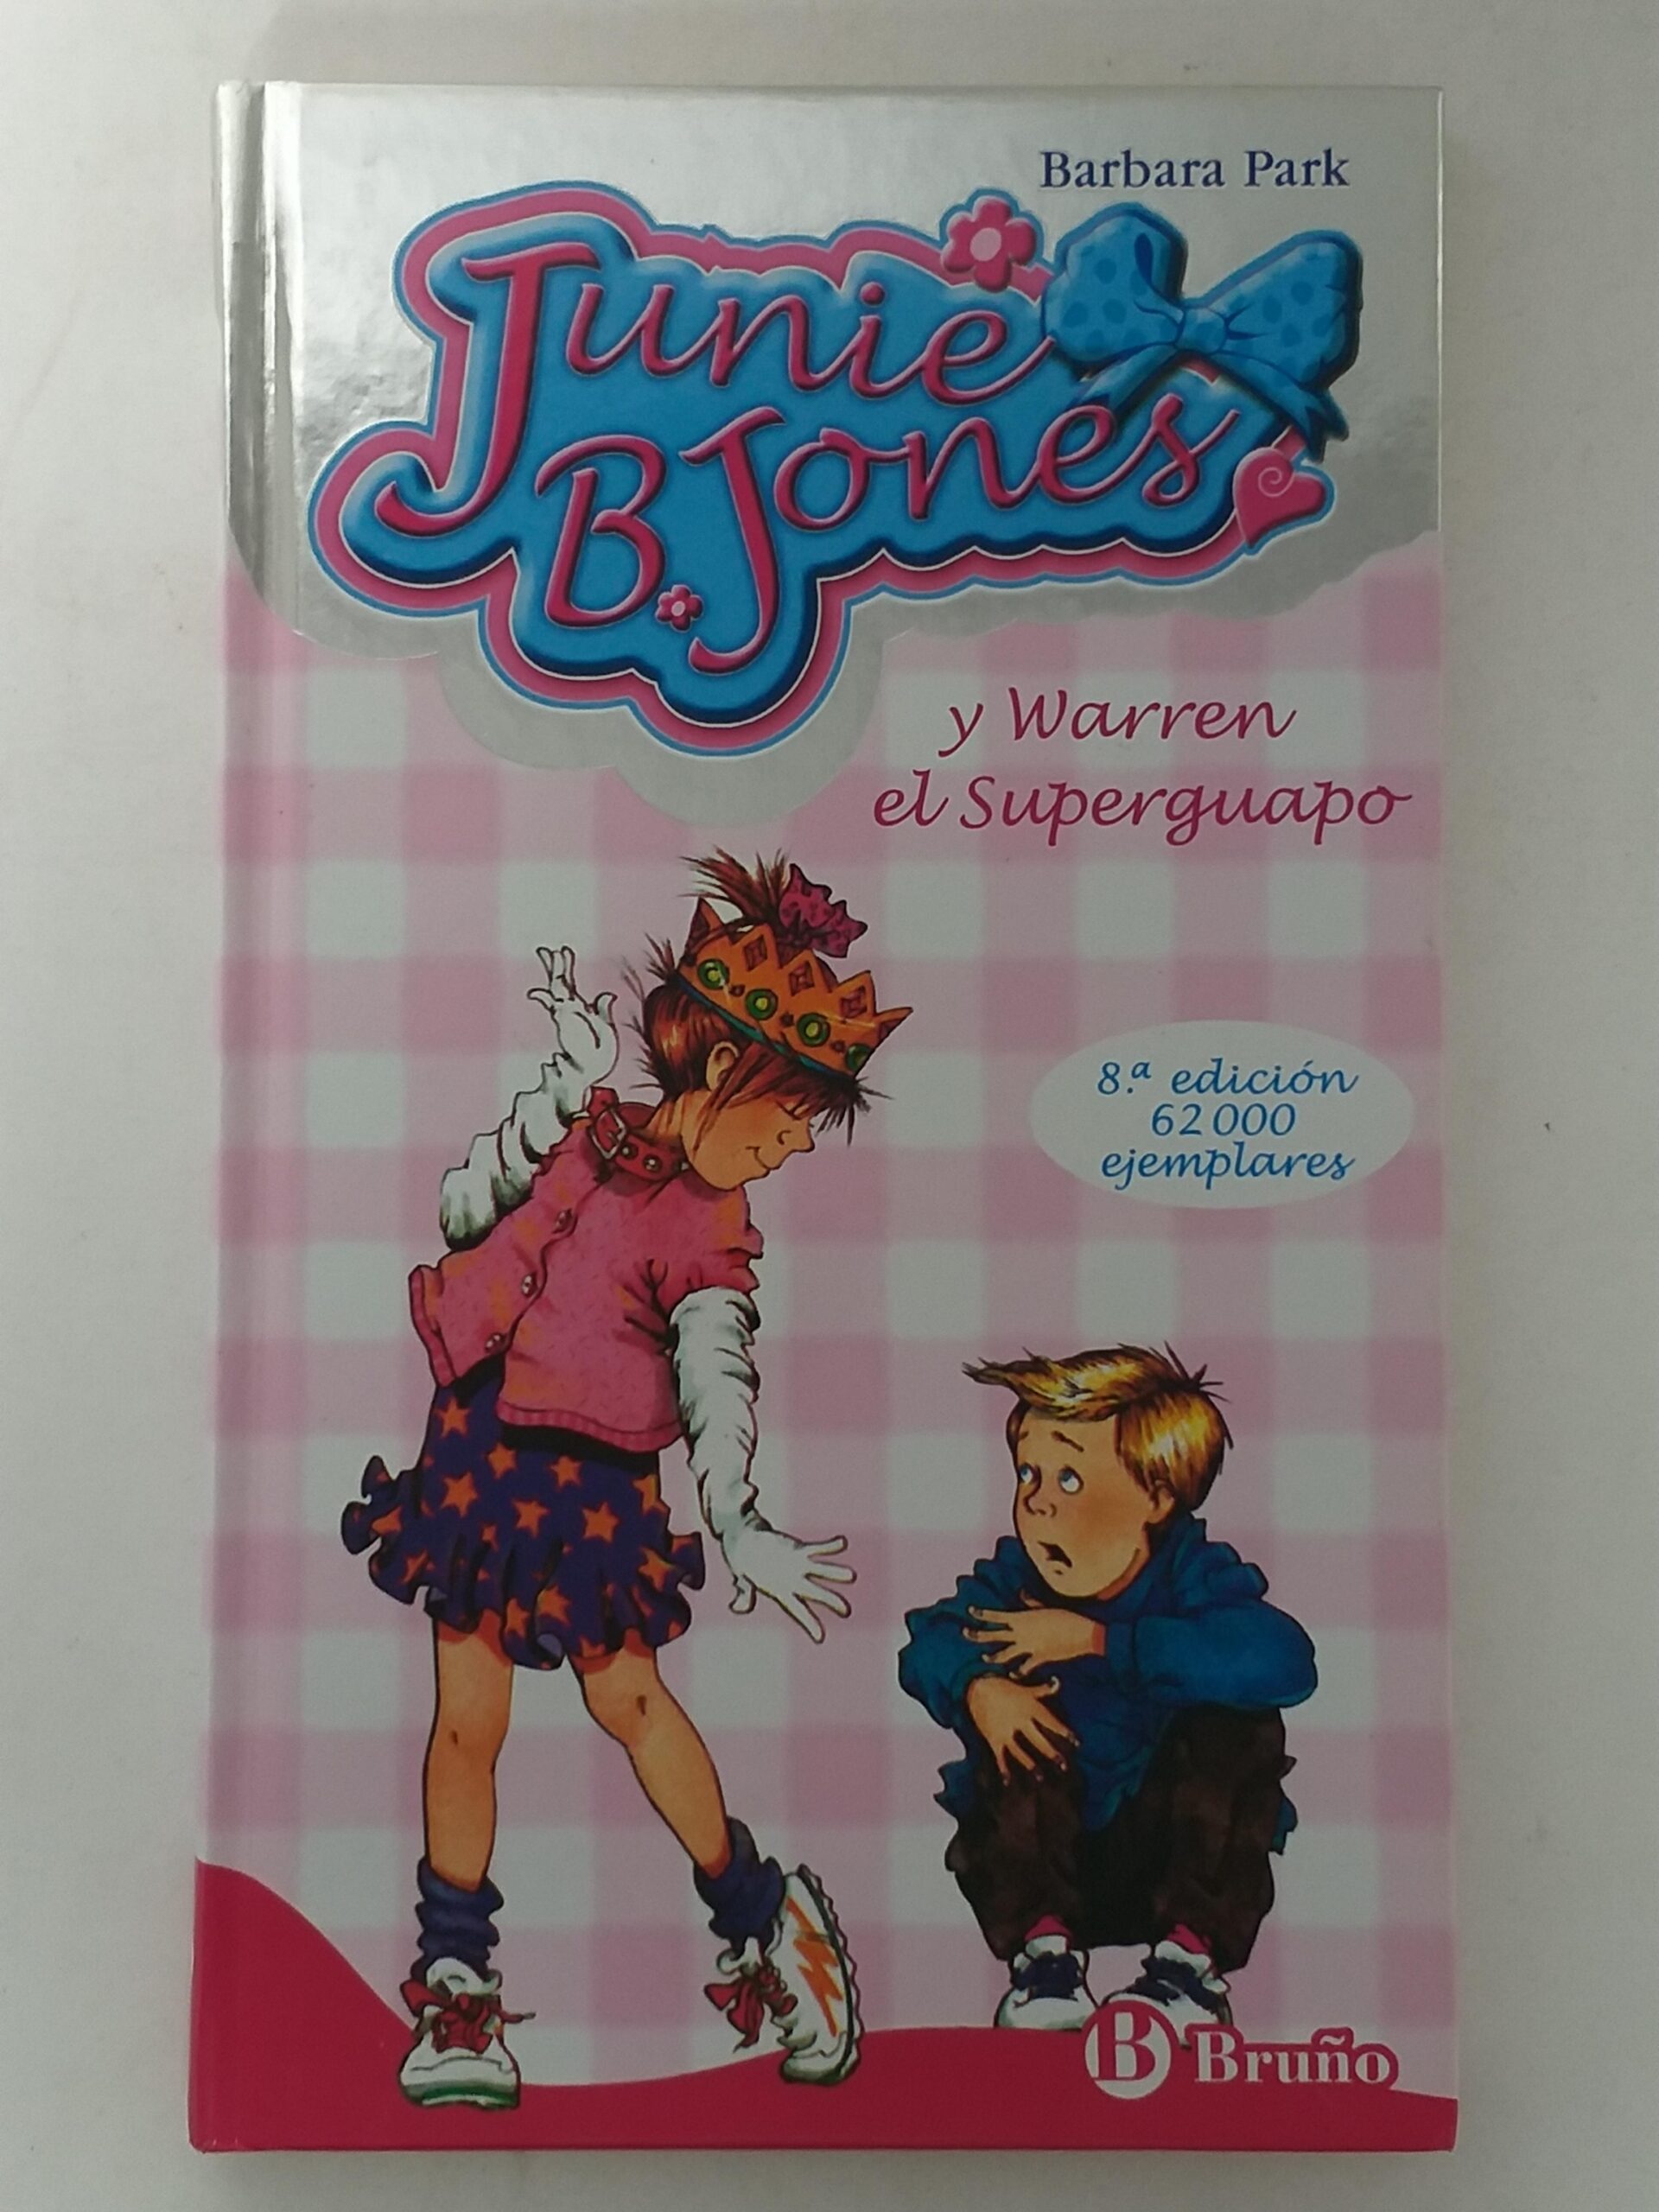 Barbara Park
Junie
B. Jones
y Warren
el Superguapo
8.ª edición
62 000
ejemplares
B Bruño